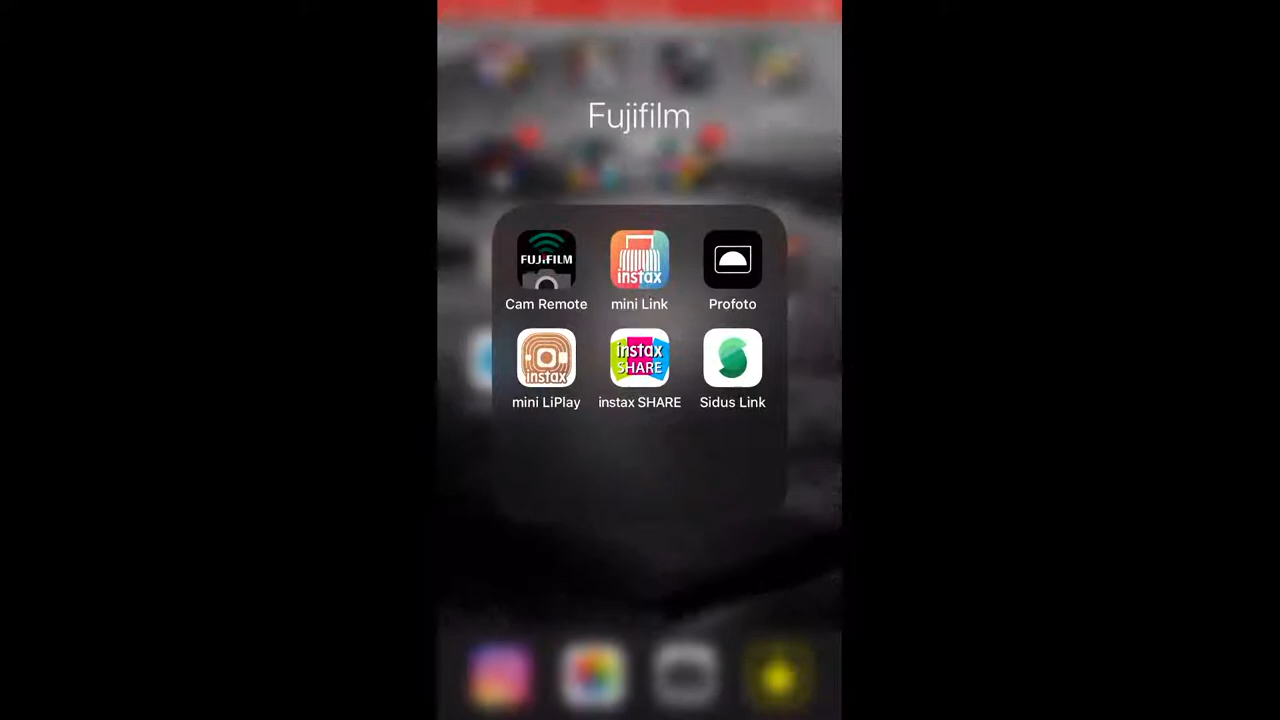 Fujifilm
FUJIFILM
instax
Cam Remote
mini Link
Profoto
instax
instax
SHARE
mini LiPlay
instax SHARE
Sidus Link